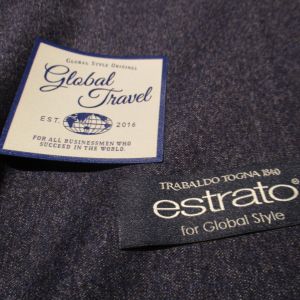 GLOBAL STYLE ORIGINAL
Global
Travel
EST. 2016
FOR ALL BUSINESSMEN WHO
SUCCEED IN THE WORLD.
TRABALDO TOGNA 1840
estrato®
for Global Style